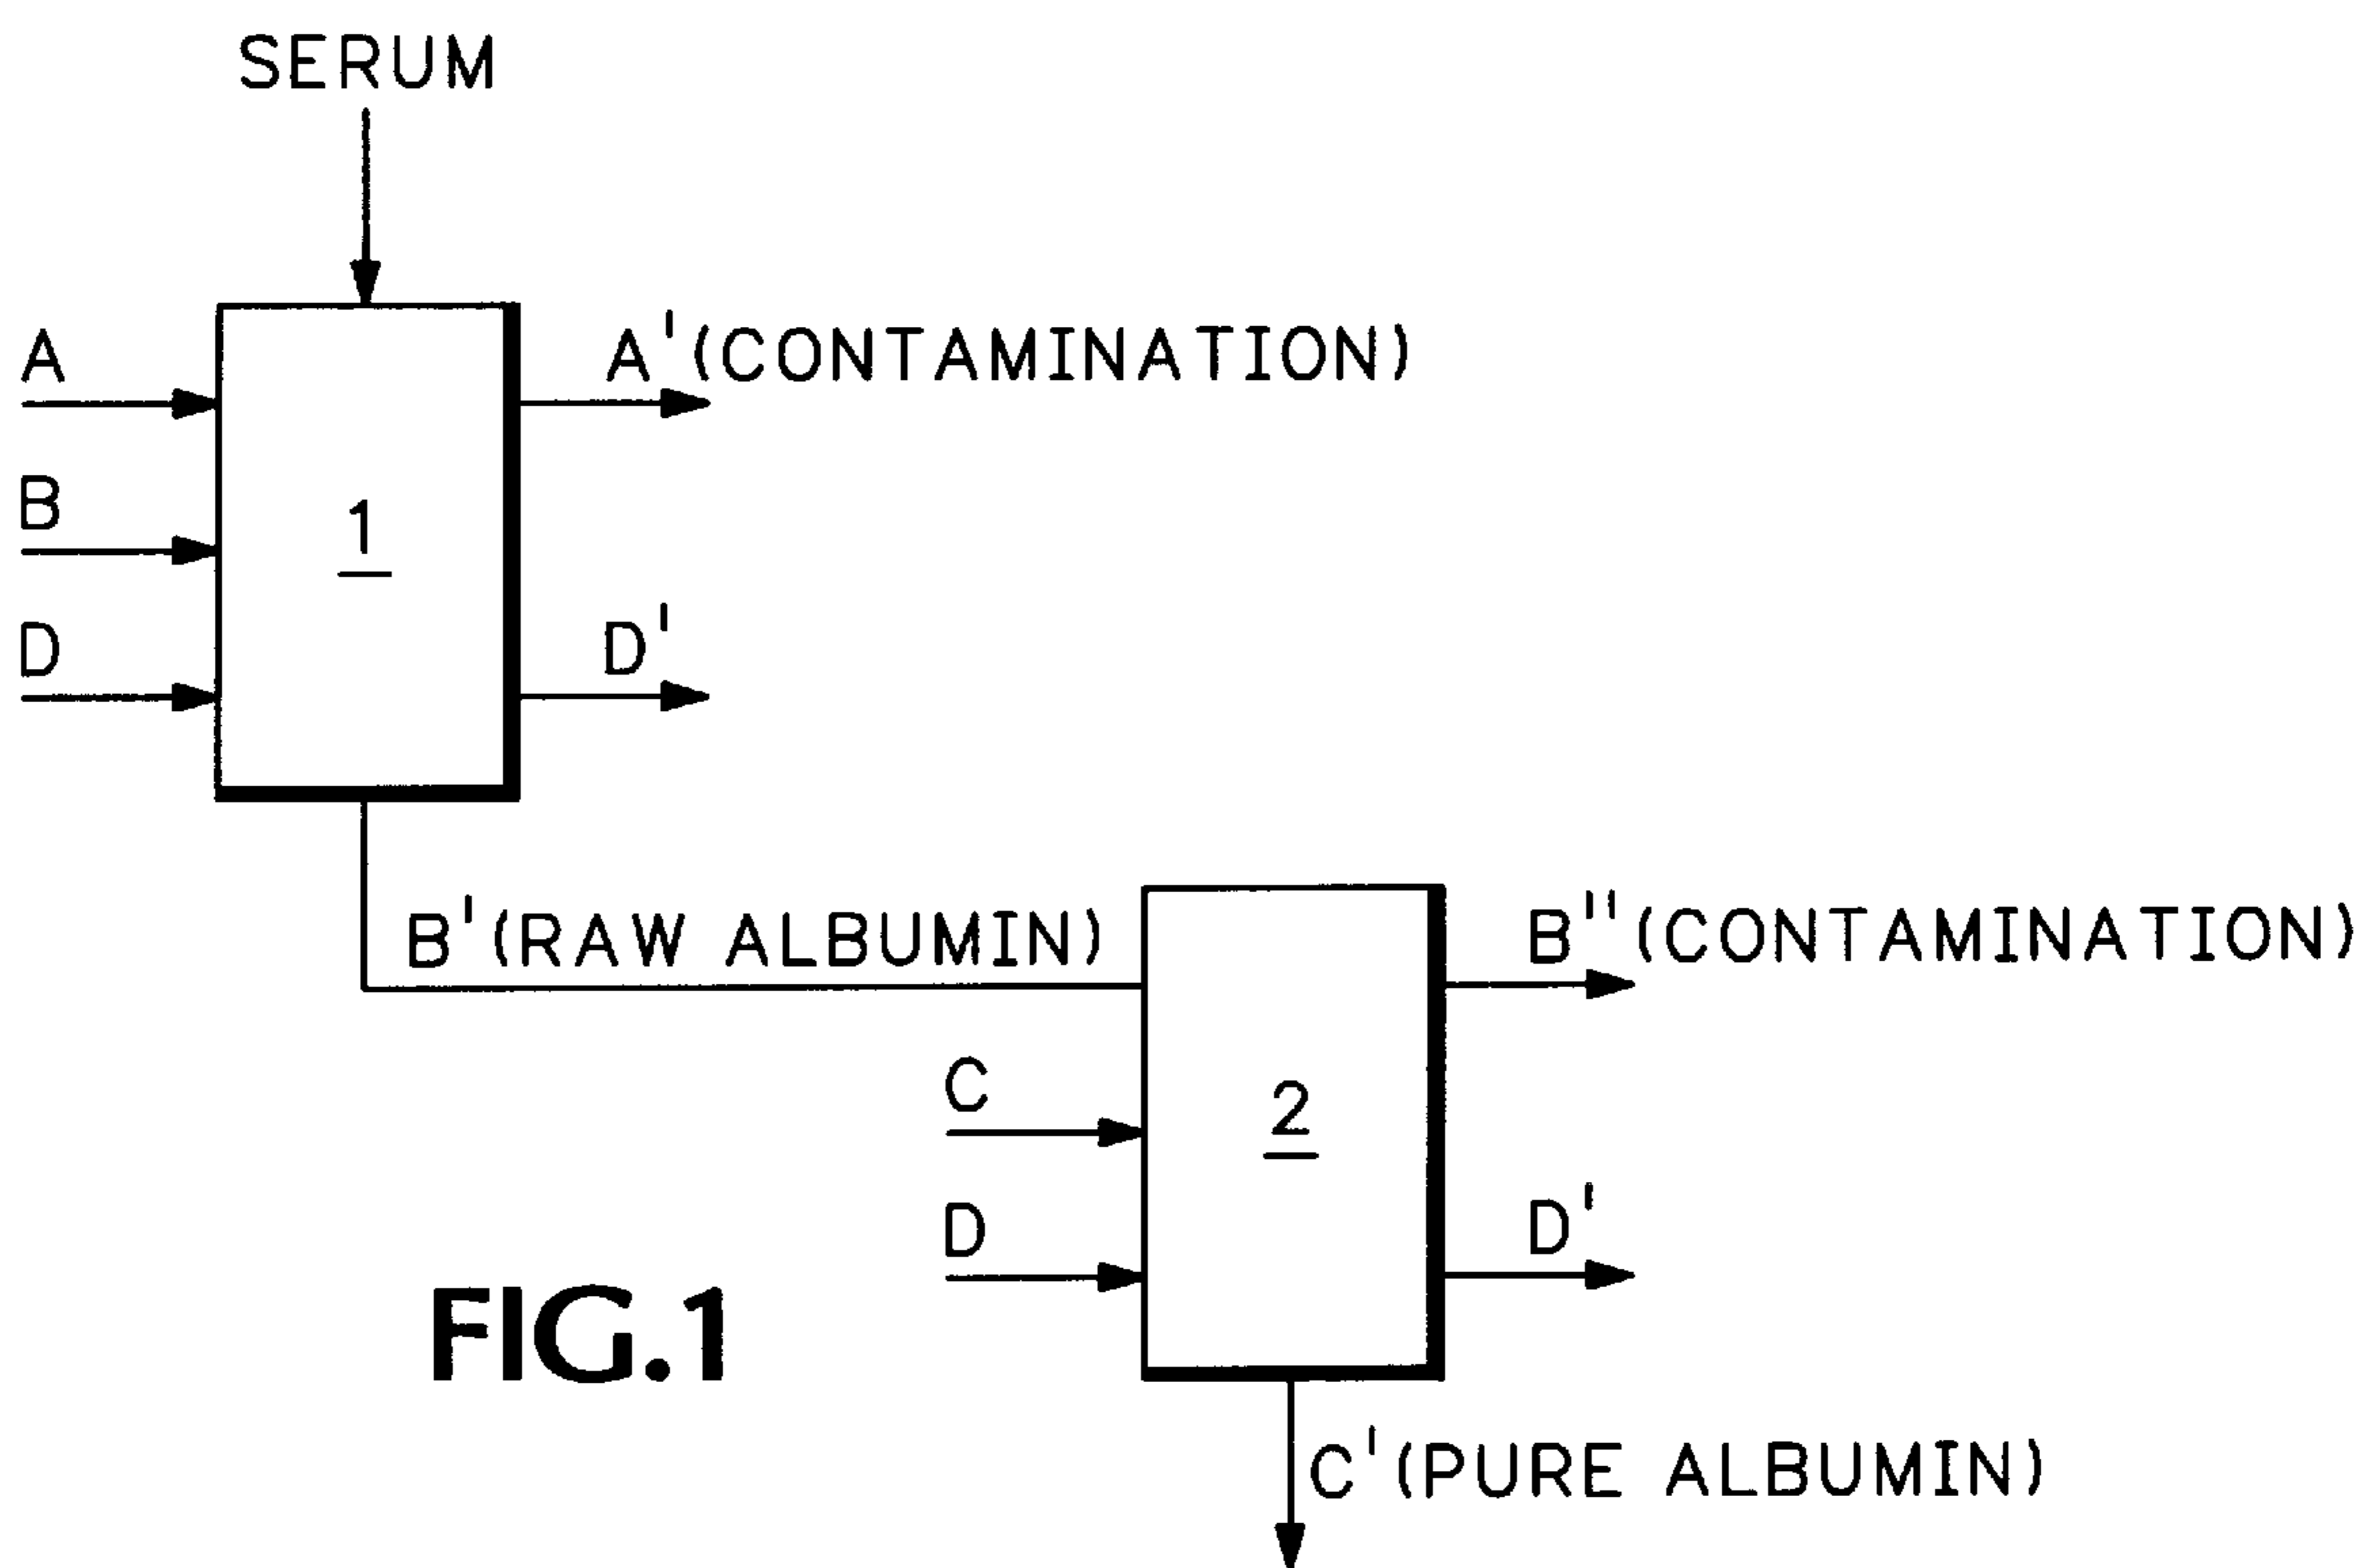 SERUM
A
A'(CONTAMINATION)
B
1
D
D'
B'(RAW ALBUMIN)
B''(CONTAMINATION)
C
2
D
D'
FIG.1
C'(PURE ALBUMIN)